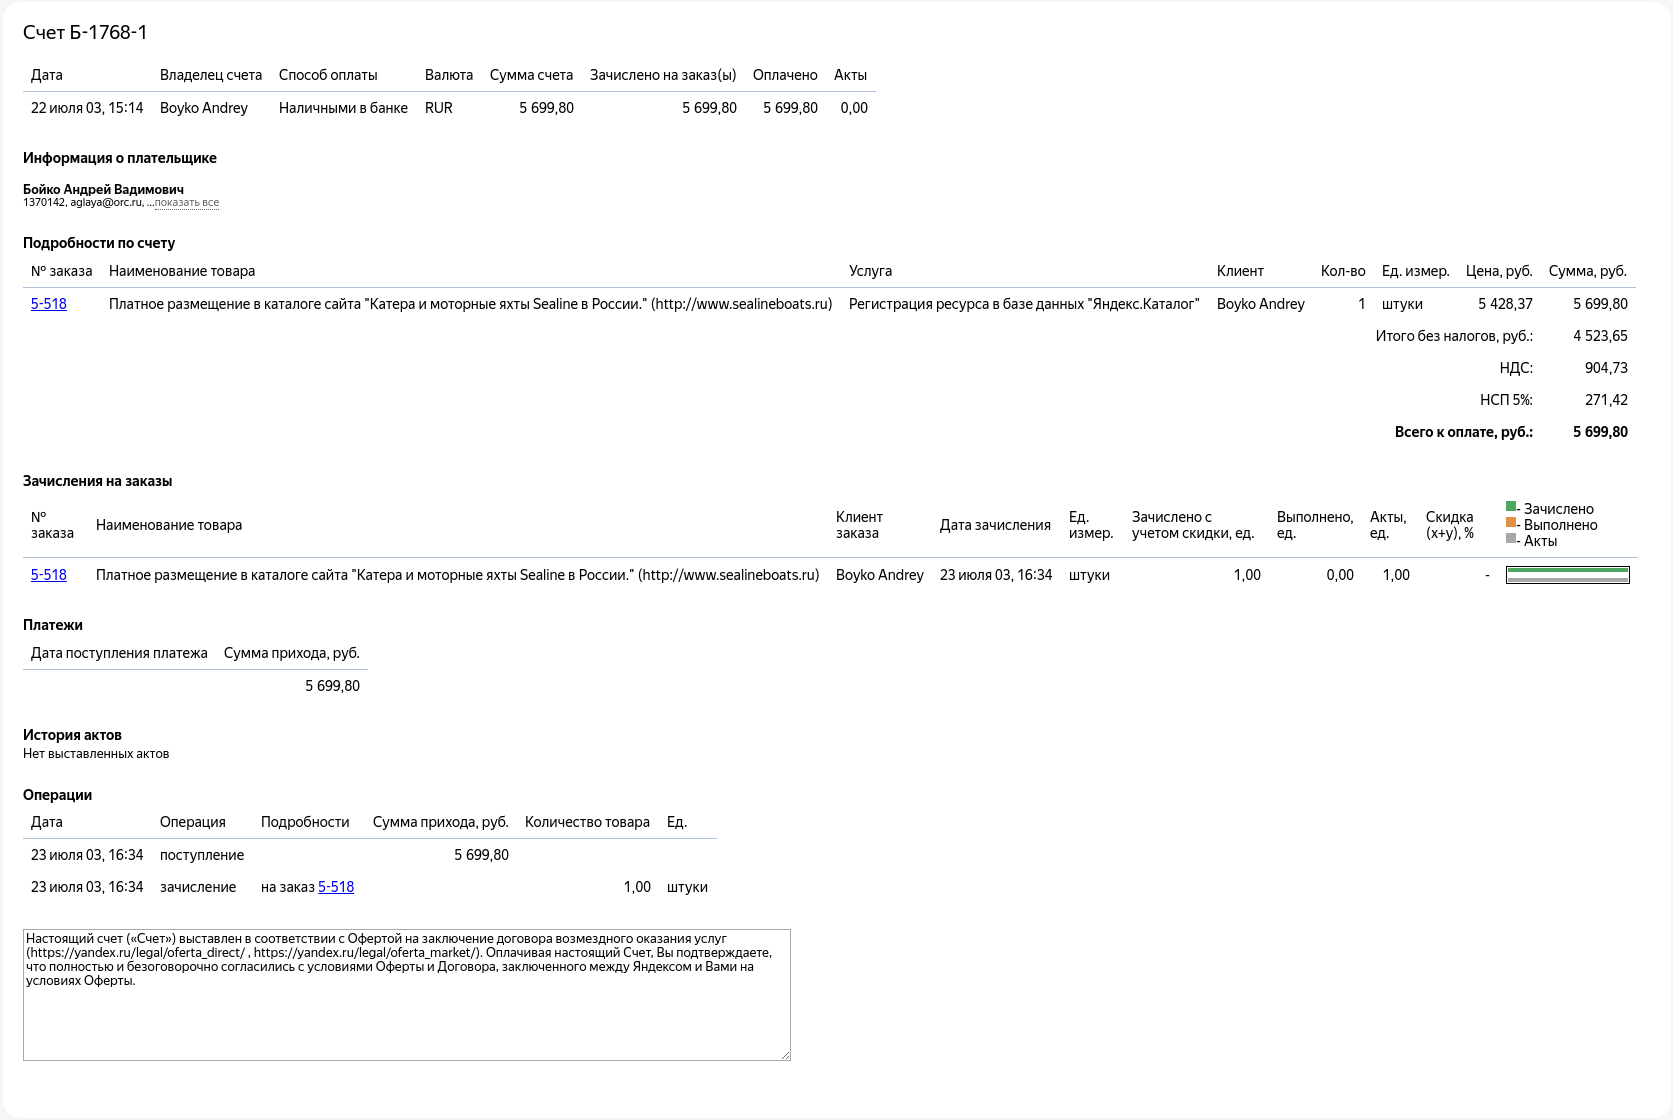 Счет Б-1768-1
Дата Владелец счета Способ оплаты Валюта Сумма счета Зачислено на заказ(ы) Оплачено Акты
22 июля 03, 15:14 Boyko Andrey Наличными в банке RUR 5 699,80 5 699,80 5 699,80 0,00
Информация о плательщике
Бойко Андрей Вадимович
1370142, aglaya@orc.ru, ...показать все
Подробности по счету
№ заказа Наименование товара Услуга Клиент Кол-во Ед. измер. Цена, руб. Сумма, руб.
5-518 Платное размещение в каталоге сайта "Катера и моторные яхты Sealine в России." (http://www.sealineboats.ru) Регистрация ресурса в базе данных "Яндекс.Каталог" Boyko Andrey 1 штуки 5 428,37 5 699,80
Итого без налогов, руб.: 4 523,65
НДС: 904,73
НСП 5%: 271,42
Всего к оплате, руб.: 5 699,80
Зачисления на заказы
№ заказа Наименование товара Клиент заказа Дата зачисления Ед. измер. Зачислено с учетом скидки, ед. Выполнено, ед. Акты, ед. Скидка (x+y), %
- Зачислено
- Выполнено
- Акты
5-518 Платное размещение в каталоге сайта "Катера и моторные яхты Sealine в России." (http://www.sealineboats.ru) Boyko Andrey 23 июля 03, 16:34 штуки 1,00 0,00 1,00 -
Платежи
Дата поступления платежа Сумма прихода, руб.
5 699,80
История актов
Нет выставленных актов
Операции
Дата Операция Подробности Сумма прихода, руб. Количество товара Ед.
23 июля 03, 16:34 поступление 5 699,80
23 июля 03, 16:34 зачисление на заказ 5-518 1,00 штуки
Настоящий счет («Счет») выставлен в соответствии с Офертой на заключение договора возмездного оказания услуг
(https://yandex.ru/legal/oferta_direct/ , https://yandex.ru/legal/oferta_market/). Оплачивая настоящий Счет, Вы подтверждаете,
что полностью и безоговорочно согласились с условиями Оферты и Договора, заключенного между Яндексом и Вами на
условиях Оферты.